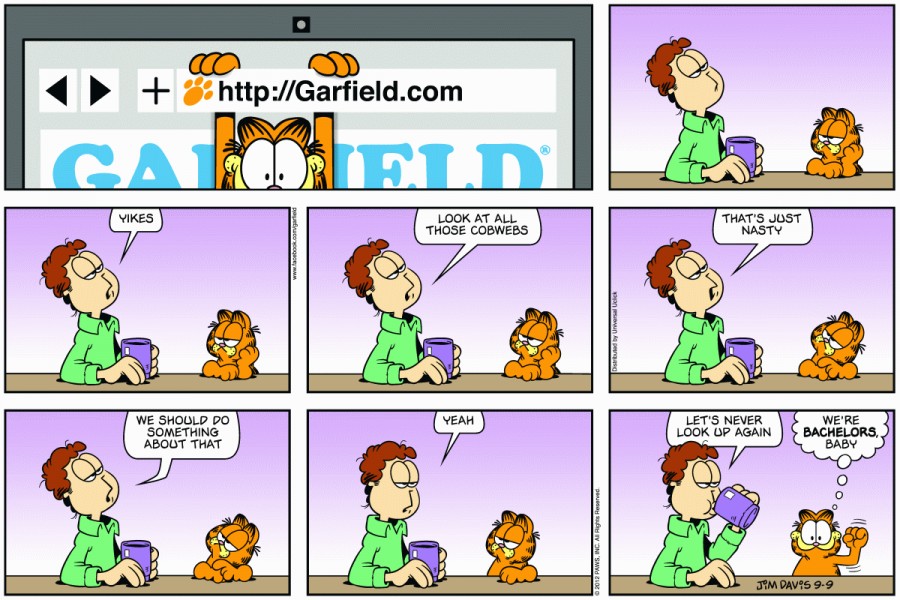 http://Garfield.com
GARFIELD®
YIKES
www.facebook.com/garfield
LOOK AT ALL
THOSE COBWEBS
THAT'S JUST
NASTY
Distributed by Universal Uclick
WE SHOULD DO
SOMETHING
ABOUT THAT
YEAH
© 2012 PAWS, INC. All Rights Reserved.
LET'S NEVER
LOOK UP AGAIN
WE'RE
BACHELORS,
BABY
JIM DAVIS 9-9